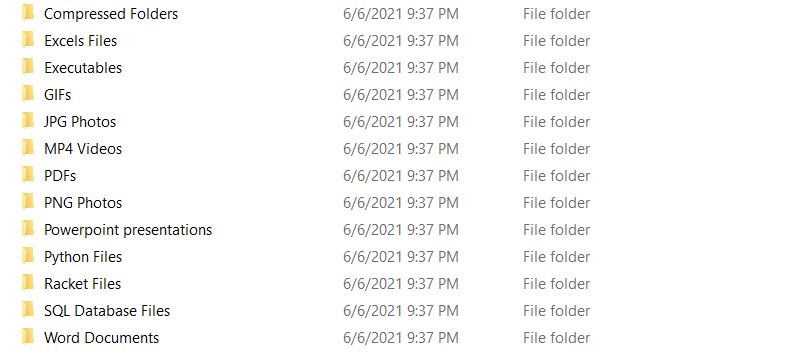 Compressed Folders 6/6/2021 9:37 PM File folder
Excels Files 6/6/2021 9:37 PM File folder
Executables 6/6/2021 9:37 PM File folder
GIFs 6/6/2021 9:37 PM File folder
JPG Photos 6/6/2021 9:37 PM File folder
MP4 Videos 6/6/2021 9:37 PM File folder
PDFs 6/6/2021 9:37 PM File folder
PNG Photos 6/6/2021 9:37 PM File folder
Powerpoint presentations 6/6/2021 9:37 PM File folder
Python Files 6/6/2021 9:37 PM File folder
Racket Files 6/6/2021 9:37 PM File folder
SQL Database Files 6/6/2021 9:37 PM File folder
Word Documents 6/6/2021 9:37 PM File folder